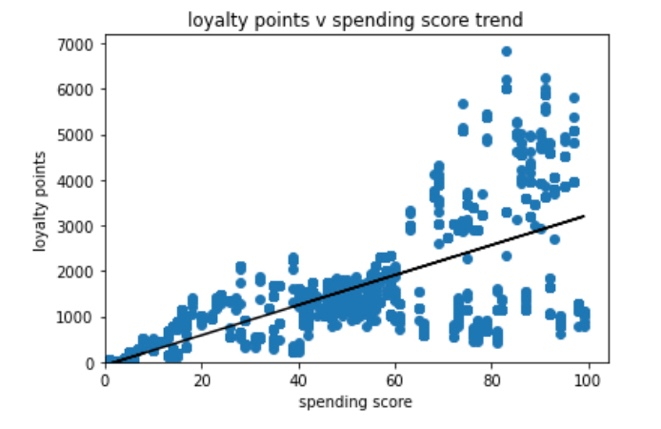 loyalty points v spending score trend
7000
6000
5000
4000
3000
2000
1000
0
loyalty points
0 20 40 60 80 100
spending score